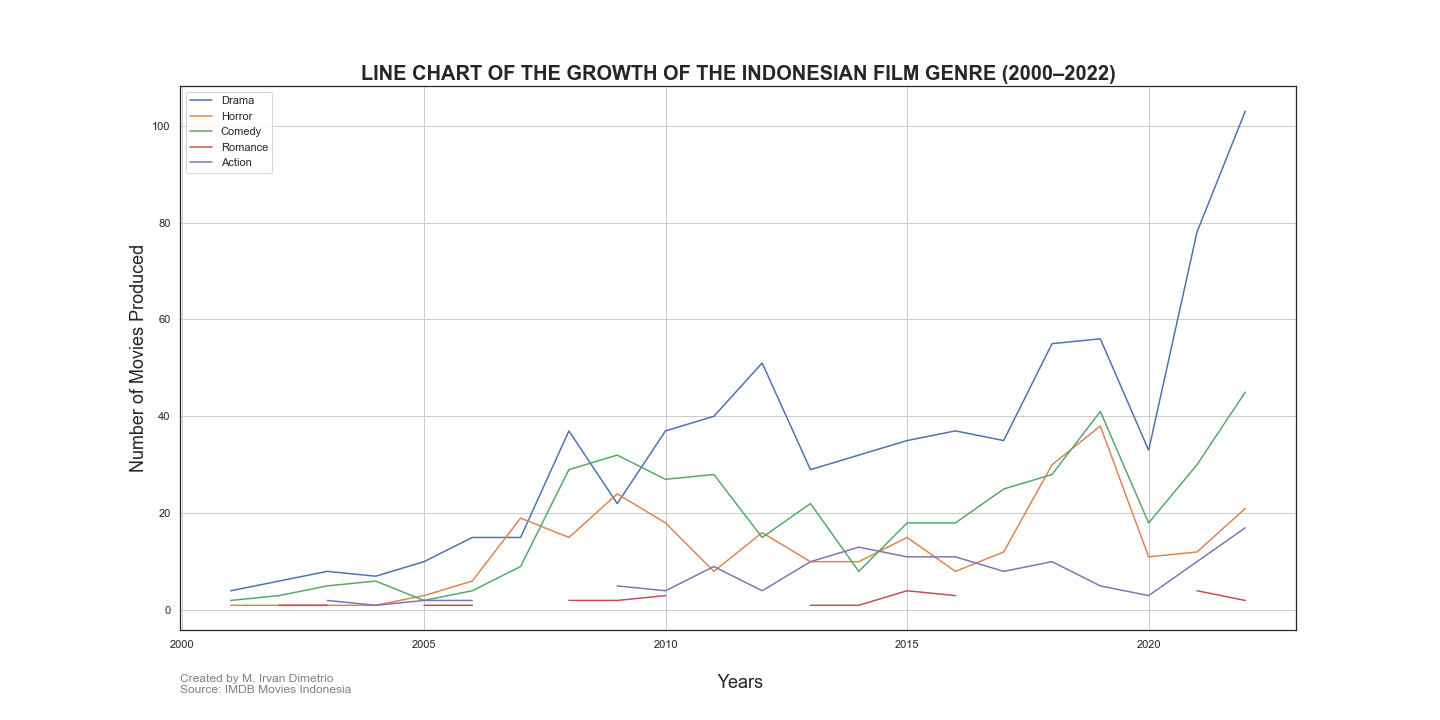 LINE CHART OF THE GROWTH OF THE INDONESIAN FILM GENRE (2000–2022)
Drama
Horror
Comedy
Romance
Action
100
80
60
40
20
0
Number of Movies Produced
2000 2005 2010 2015 2020
Years
Created by M. Irvan Dimetrio
Source: IMDB Movies Indonesia